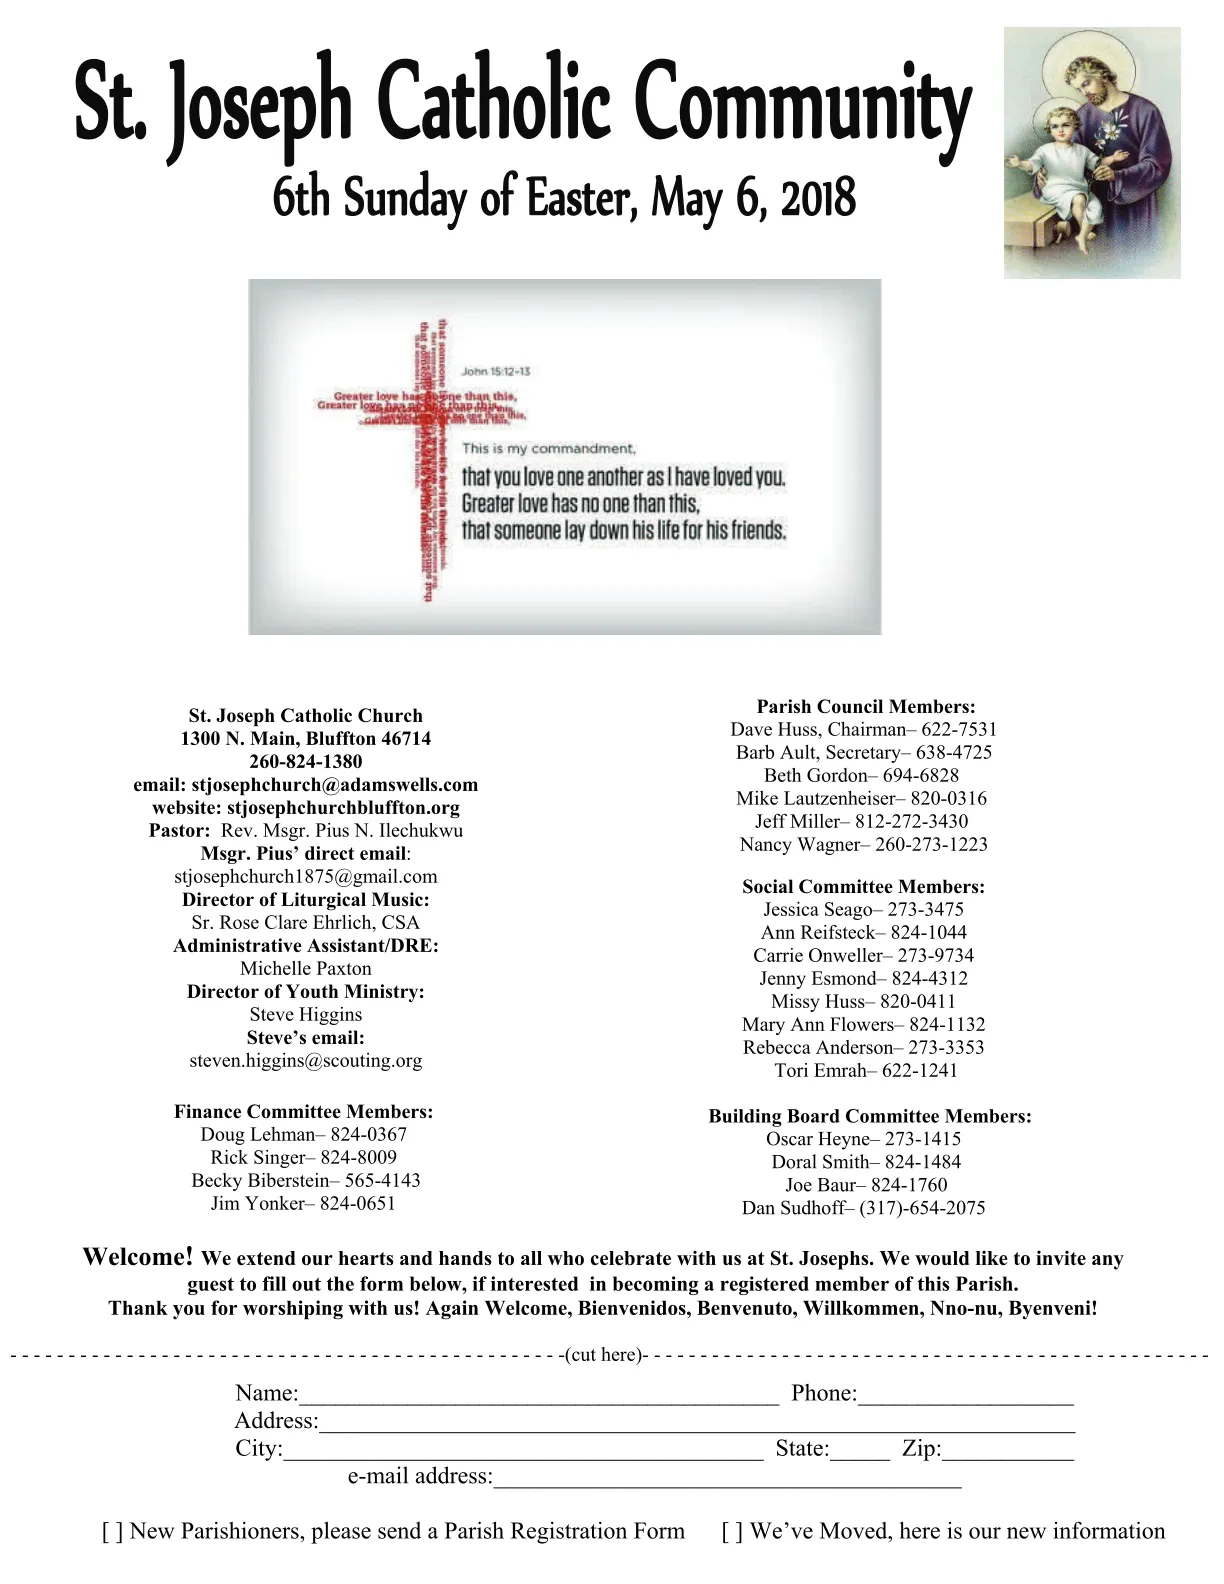 St. Joseph Catholic Community
6th Sunday of Easter, May 6, 2018
John 15:12-13
Greater love has no one than this,
Greater love has no one than this,
that someone
that someone
This is my commandment,
that you love one another as I have loved you.
Greater love has no one than this,
that someone lay down his life for his friends.
St. Joseph Catholic Church
1300 N. Main, Bluffton 46714
260-824-1380
email: stjosephchurch@adamswells.com
website: stjosephchurchbluffton.org
Pastor: Rev. Msgr. Pius N. Ilechukwu
Msgr. Pius’ direct email:
stjosephchurch1875@gmail.com
Director of Liturgical Music:
Sr. Rose Clare Ehrlich, CSA
Administrative Assistant/DRE:
Michelle Paxton
Director of Youth Ministry:
Steve Higgins
Steve’s email:
steven.higgins@scouting.org
Finance Committee Members:
Doug Lehman– 824-0367
Rick Singer– 824-8009
Becky Biberstein– 565-4143
Jim Yonker– 824-0651
Parish Council Members:
Dave Huss, Chairman– 622-7531
Barb Ault, Secretary– 638-4725
Beth Gordon– 694-6828
Mike Lautzenheiser– 820-0316
Jeff Miller– 812-272-3430
Nancy Wagner– 260-273-1223
Social Committee Members:
Jessica Seago– 273-3475
Ann Reifsteck– 824-1044
Carrie Onweller– 273-9734
Jenny Esmond– 824-4312
Missy Huss– 820-0411
Mary Ann Flowers– 824-1132
Rebecca Anderson– 273-3353
Tori Emrah– 622-1241
Building Board Committee Members:
Oscar Heyne– 273-1415
Doral Smith– 824-1484
Joe Baur– 824-1760
Dan Sudhoff– (317)-654-2075
Welcome! We extend our hearts and hands to all who celebrate with us at St. Josephs. We would like to invite any
guest to fill out the form below, if interested in becoming a registered member of this Parish.
Thank you for worshiping with us! Again Welcome, Bienvenidos, Benvenuto, Willkommen, Nno-nu, Byenveni!
(cut here)
Name: Phone:
Address:
City: State: Zip:
e-mail address:
[ ] New Parishioners, please send a Parish Registration Form [ ] We’ve Moved, here is our new information